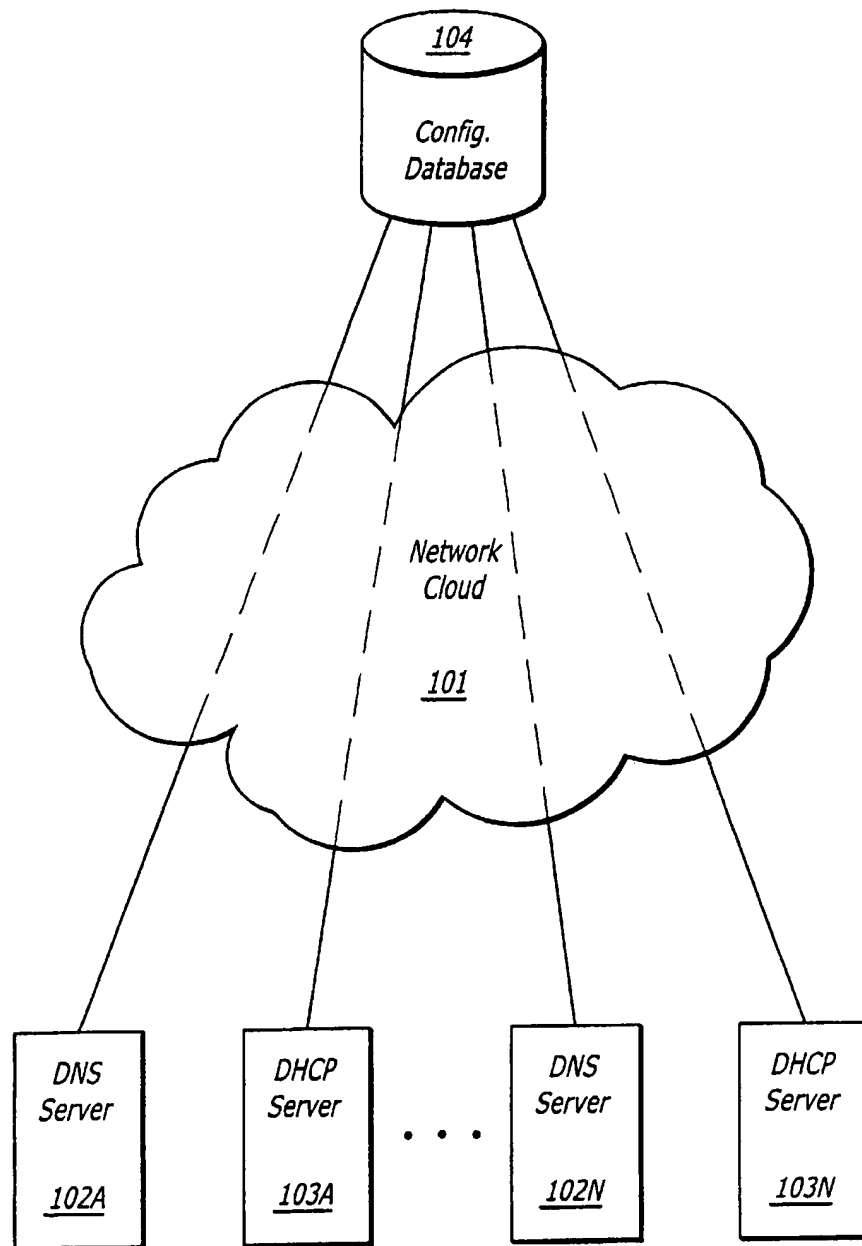 104
Config.
Database
Network
Cloud
101
DNS
Server
102A
DHCP
Server
103A
. . .
DNS
Server
102N
DHCP
Server
103N